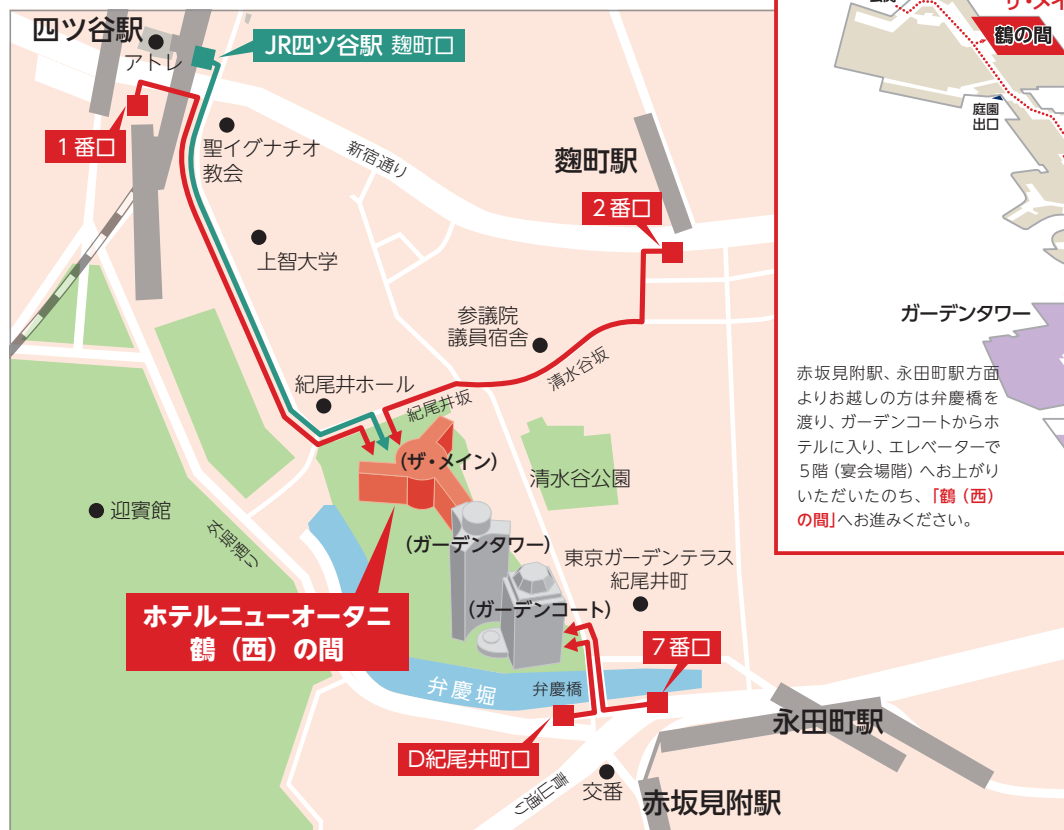 四ツ谷駅
アトレ
JR四ツ谷駅 麴町口
1番口
聖イグナチオ
教会
新宿通り
麴町駅
2番口
上智大学
参議院
議員宿舎
清水谷坂
紀尾井ホール
紀尾井坂
(ザ・メイン)
清水谷公園
迎賓館
外堀通り
(ガーデンタワー)
東京ガーデンテラス
紀尾井町
(ガーデンコート)
ホテルニューオータニ
鶴(西)の間
7番口
弁慶堀
弁慶橋
D紀尾井町口
永田町駅
青山通り
交番
赤坂見附駅
ザ・メイ
鶴の間
庭園
出口
ガーデンタワー
赤坂見附駅、永田町駅方面
よりお越しの方は弁慶橋を
渡り、ガーデンコートからホ
テルに入り、エレベーターで
5階(宴会場階)へお上がり
いただいたのち、「鶴(西)
の間」へお進みください。